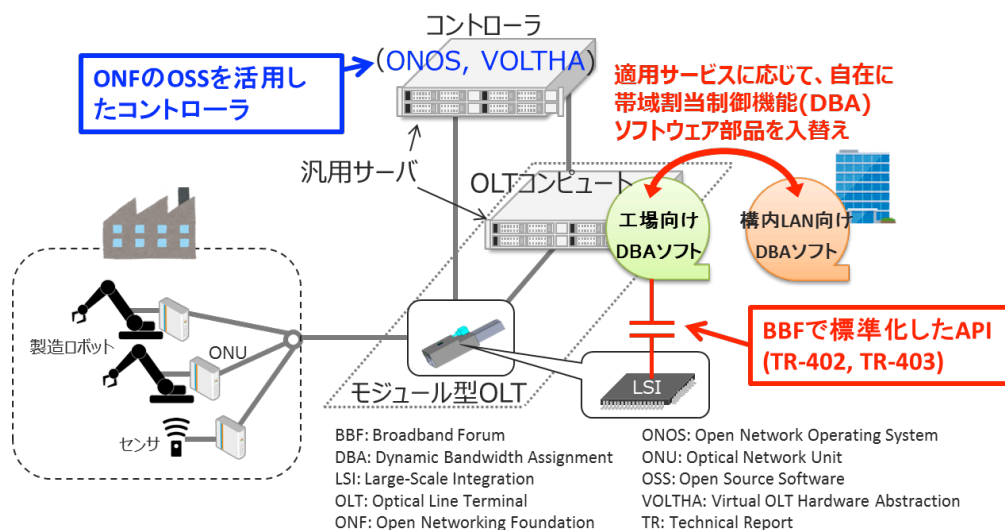 コントローラ
(ONOS, VOLTHA)
ONFのOSSを活用し
たコントローラ
適用サービスに応じて、自在に
帯域割当制御機能(DBA)
ソフトウェア部品を入替え
汎用サーバ
OLTコンピュート
工場向け
DBAソフト
構内LAN向け
DBAソフト
製造ロボット
ONU
センサ
モジュール型OLT
LSI
BBFで標準化したAPI
(TR-402, TR-403)
BBF: Broadband Forum
DBA: Dynamic Bandwidth Assignment
LSI: Large-Scale Integration
OLT: Optical Line Terminal
ONF: Open Networking Foundation
ONOS: Open Network Operating System
ONU: Optical Network Unit
OSS: Open Source Software
VOLTHA: Virtual OLT Hardware Abstraction
TR: Technical Report